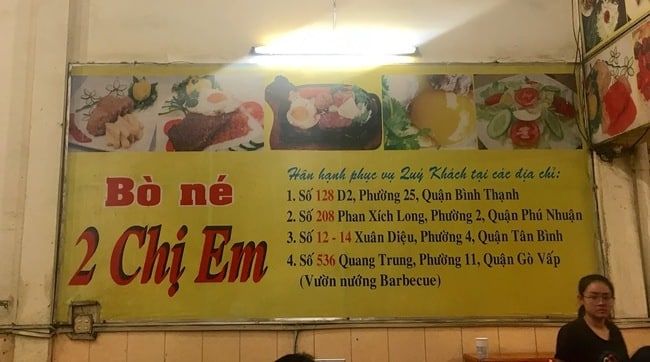 Bò né
2 Chị Em
Hân hạnh phục vụ Quý Khách tại các địa chỉ:
1. Số 128 D2, Phường 25, Quận Bình Thạnh
2. Số 208 Phan Xích Long, Phường 2, Quận Phú Nhuận
3. Số 12 - 14 Xuân Diệu, Phường 4, Quận Tân Bình
4. Số 536 Quang Trung, Phường 11, Quận Gò Vấp
(Vườn nướng Barbecue)